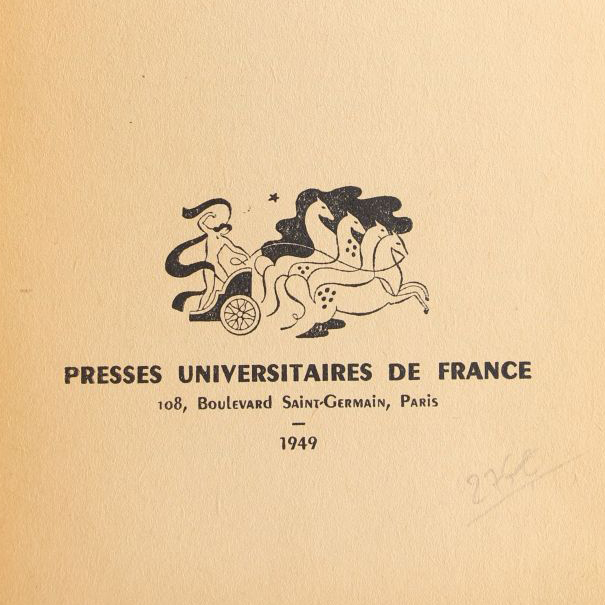 PRESSES UNIVERSITAIRES DE FRANCE
108, Boulevard Saint-Germain, Paris
1949